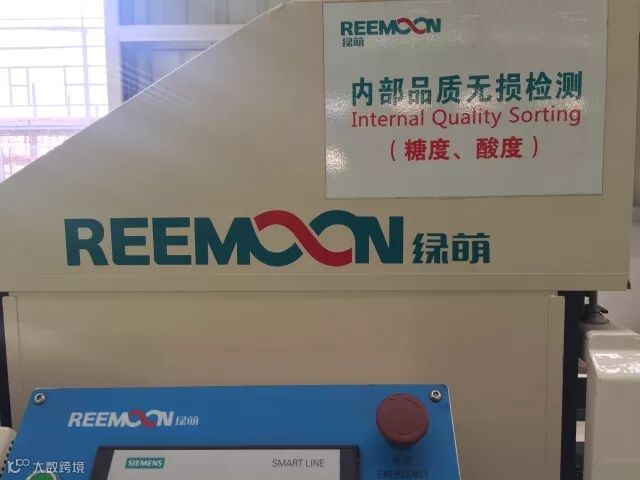 REEMOON
绿萌
内部品质无损检测
Internal Quality Sorting
（糖度、酸度）
REEMOON 绿萌
REEMOON 绿萌
SIEMENS SMART LINE
EMERGENCY
大数跨境